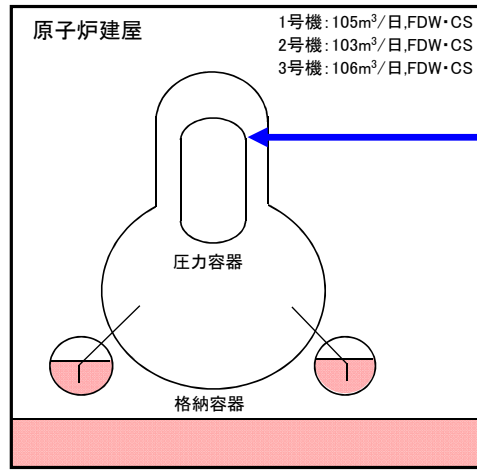 原子炉建屋
1号機:105m³/日,FDW・CS
2号機:103m³/日,FDW・CS
3号機:106m³/日,FDW・CS
圧力容器
格納容器